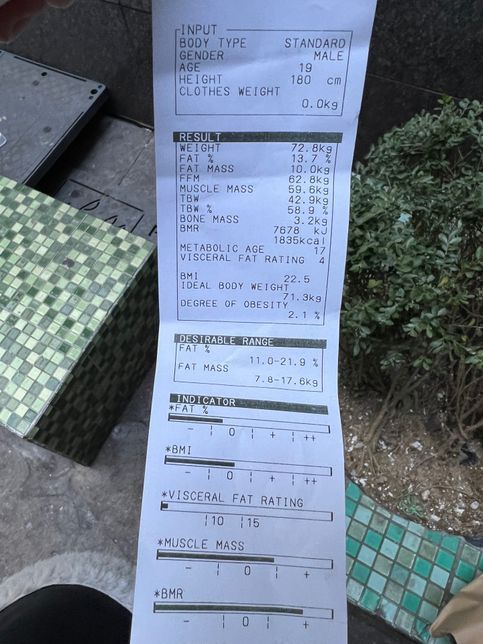 INPUT
BODY TYPE STANDARD
GENDER MALE
AGE 19
HEIGHT 180 cm
CLOTHES WEIGHT
0.0kg
RESULT
WEIGHT 72.8kg
FAT % 13.7 %
FAT MASS 10.0kg
FFM 62.8kg
MUSCLE MASS 59.6kg
TBW 42.9kg
TBW % 58.9 %
BONE MASS 3.2kg
BMR 7678 kJ
1835kcal
METABOLIC AGE 17
VISCERAL FAT RATING 4
BMI 22.5
IDEAL BODY WEIGHT
71.3kg
DEGREE OF OBESITY
2.1 %
DESIRABLE RANGE
FAT %
11.0-21.9 %
FAT MASS
7.8-17.6kg
INDICATOR
*FAT %
- 0 + ++
*BMI
- 0 + ++
*VISCERAL FAT RATING
10 15
*MUSCLE MASS
- 0 +
*BMR
- 0 +